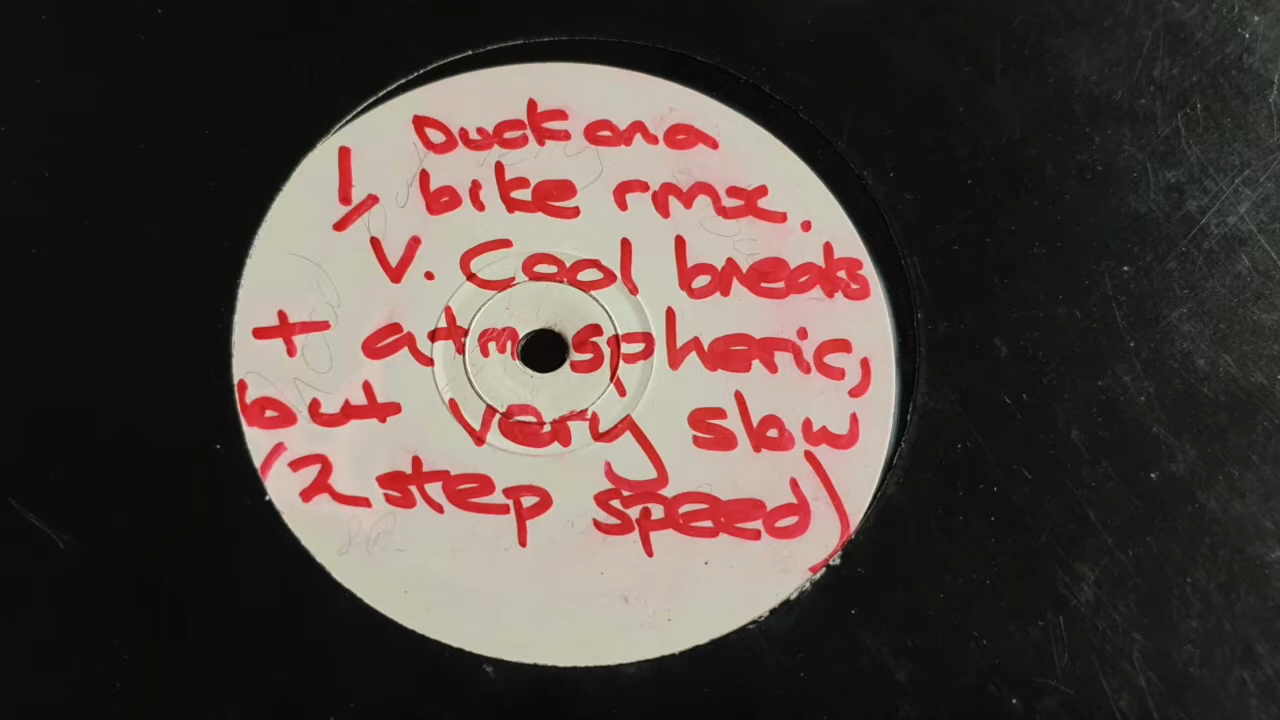 Duck on a
1 bike rmx.
V. Cool breaks
+ atmospheric,
but very slow
(2 step speed)